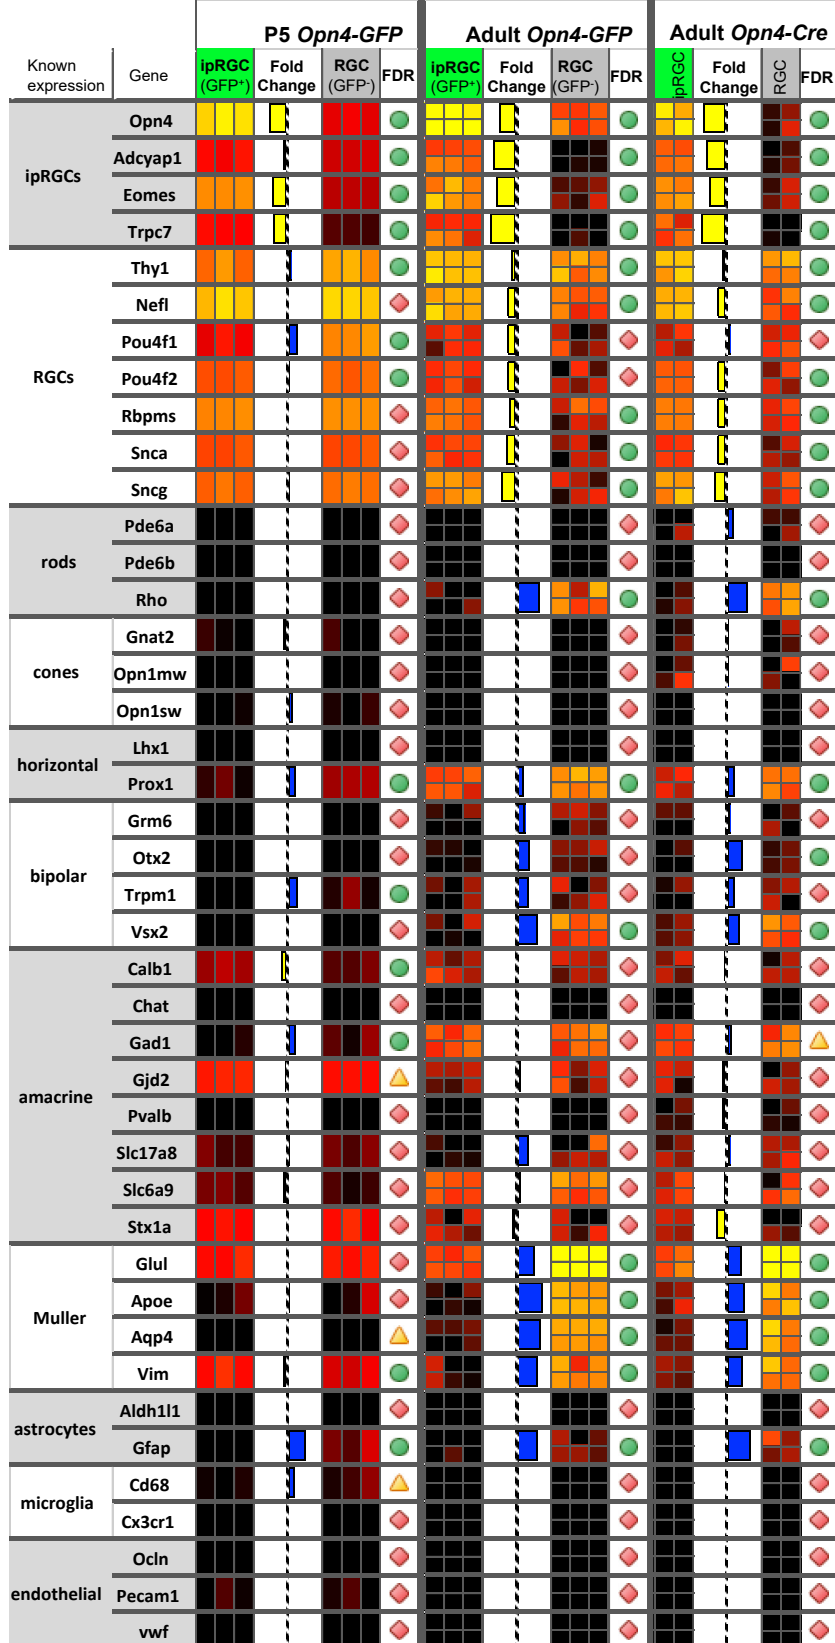 P5 Opn4-GFP Adult Opn4-GFP Adult Opn4-Cre
Known expression Gene ipRGC (GFP+) Fold Change RGC (GFP-) FDR ipRGC (GFP+) Fold Change RGC (GFP-) FDR ipRGC Fold Change RGC FDR
ipRGCs
Opn4
Adcyap1
Eomes
Trpc7
RGCs
Thy1
Nefl
Pou4f1
Pou4f2
Rbpms
Snca
Sncg
rods
Pde6a
Pde6b
Rho
cones
Gnat2
Opn1mw
Opn1sw
horizontal
Lhx1
Prox1
bipolar
Grm6
Otx2
Trpm1
Vsx2
amacrine
Calb1
Chat
Gad1
Gjd2
Pvalb
Slc17a8
Slc6a9
Stx1a
Muller
Glul
Apoe
Aqp4
Vim
astrocytes
Aldh1l1
Gfap
microglia
Cd68
Cx3cr1
endothelial
Ocln
Pecam1
vwf